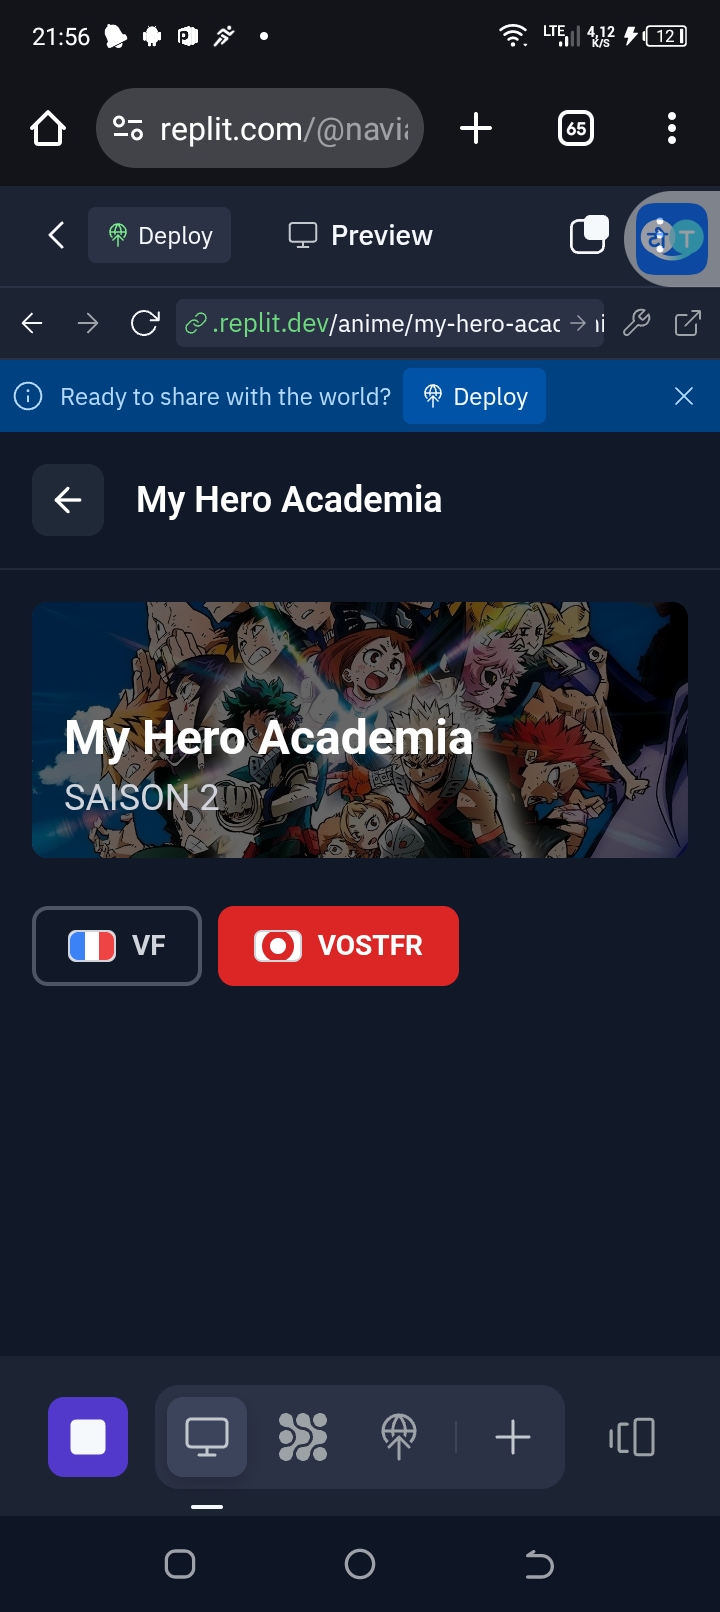 21:56
LTE 4,12 K/S 12
replit.com/@navi
65
Deploy
Preview
टी T
.replit.dev/anime/my-hero-acad
Ready to share with the world?
Deploy
My Hero Academia
My Hero Academia
SAISON 2
VF
VOSTFR